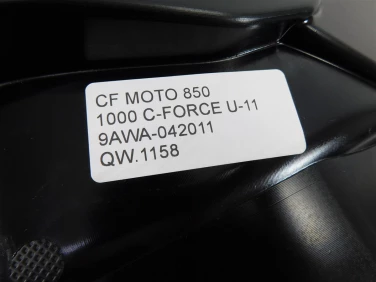 CF MOTO 850
1000 C-FORCE U-11
9AWA-042011
QW.1158